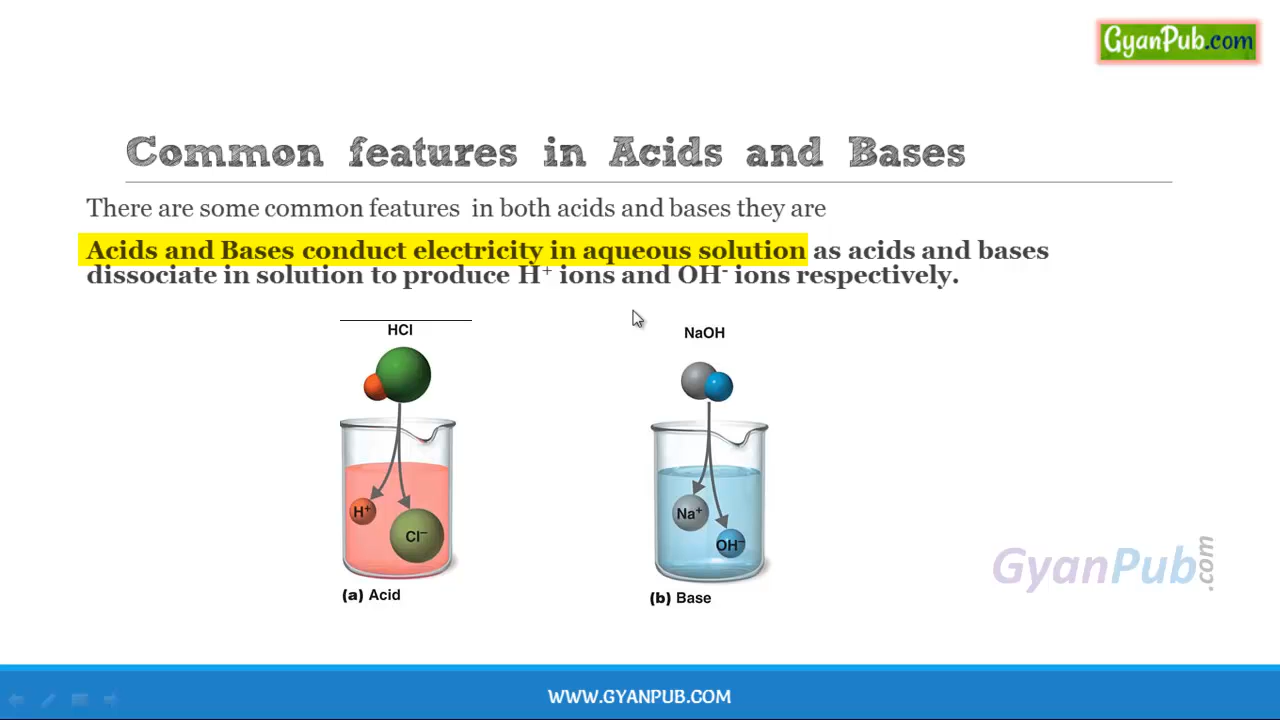 GyanPub.com
Common features in Acids and Bases
There are some common features in both acids and bases they are
Acids and Bases conduct electricity in aqueous solution as acids and bases
dissociate in solution to produce H⁺ ions and OH⁻ ions respectively.
HCl
NaOH
H⁺
Cl⁻
Na⁺
OH⁻
(a) Acid
(b) Base
GyanPub.com
WWW.GYANPUB.COM